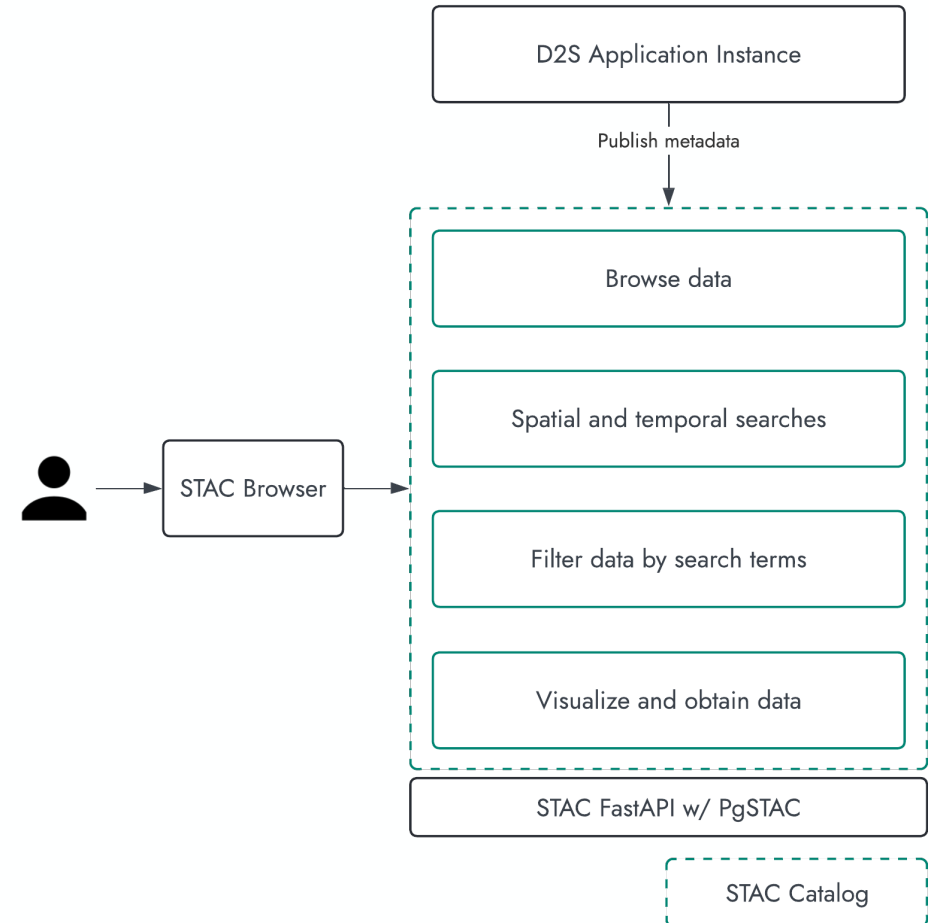 D2S Application Instance
Publish metadata
Browse data
Spatial and temporal searches
STAC Browser
Filter data by search terms
Visualize and obtain data
STAC FastAPI w/ PgSTAC
STAC Catalog